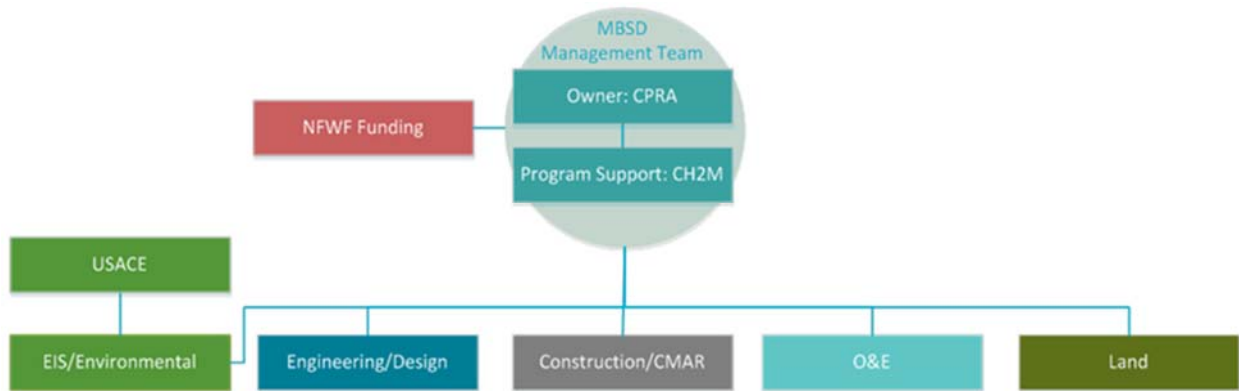 MBSD
Management Team
Owner: CPRA
NFWF Funding
Program Support: CH2M
USACE
EIS/Environmental
Engineering/Design
Construction/CMAR
O&E
Land